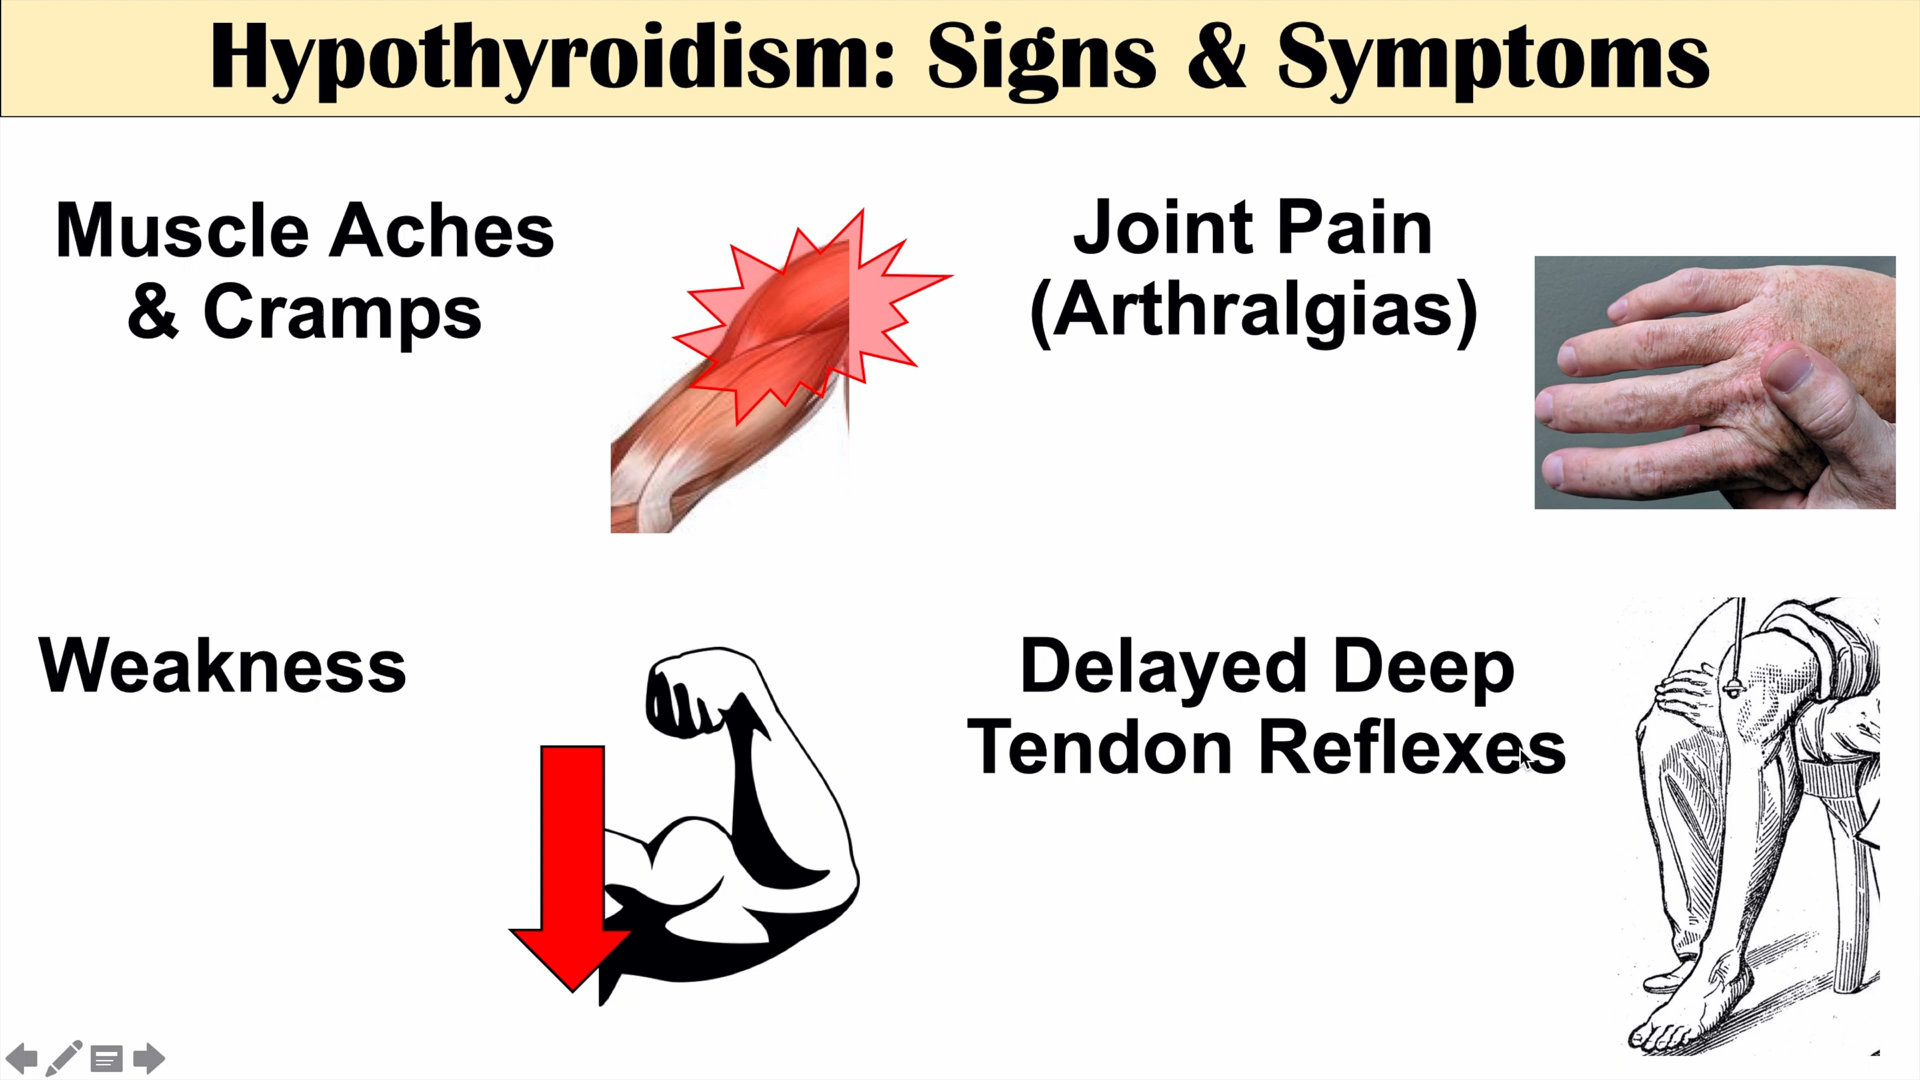 Hypothyroidism: Signs & Symptoms
Muscle Aches
& Cramps
Joint Pain
(Arthralgias)
Weakness
Delayed Deep
Tendon Reflexes